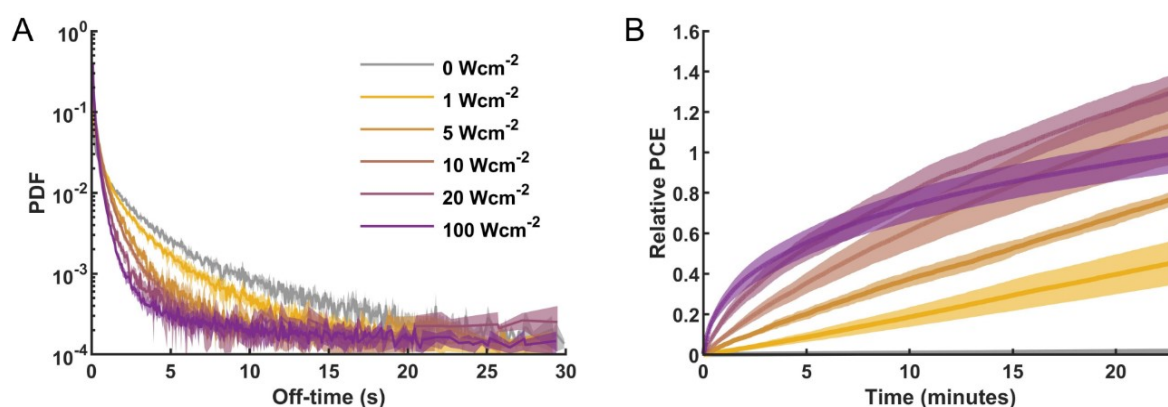 A
PDF
10⁰
10⁻¹
10⁻²
10⁻³
10⁻⁴
0 Wcm⁻²
1 Wcm⁻²
5 Wcm⁻²
10 Wcm⁻²
20 Wcm⁻²
100 Wcm⁻²
0 5 10 15 20 25 30
Off-time (s)
B
Relative PCE
1.6
1.4
1.2
1
0.8
0.6
0.4
0.2
0
0 5 10 15 20
Time (minutes)